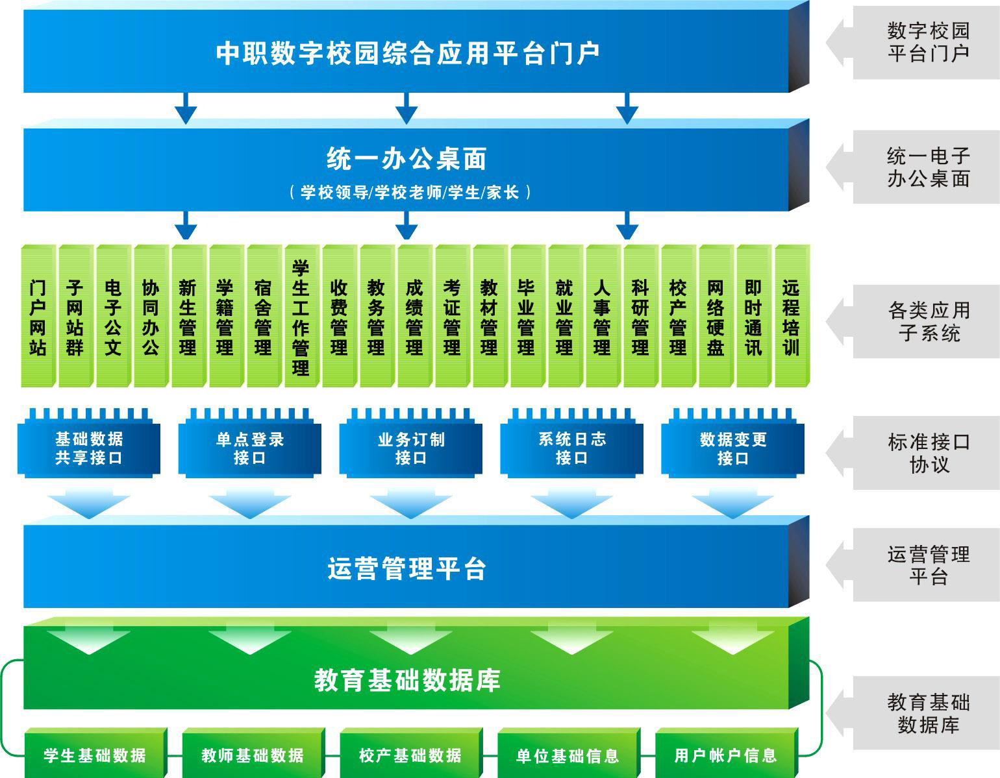 中职数字校园综合应用平台门户
数字校园
平台门户
统一办公桌面
（学校领导/学校老师/学生/家长）
统一电子
办公桌面
门户网站
子网站群
电子公文
协同办公
新生管理
学籍管理
宿舍管理
学生工作管理
收费管理
教务管理
成绩管理
考证管理
教材管理
毕业管理
就业管理
人事管理
科研管理
校产管理
网络硬盘
即时通讯
远程培训
各类应用
子系统
基础数据
共享接口
单点登录
接口
业务订制
接口
系统日志
接口
数据变更
接口
标准接口
协议
运营管理平台
运营管理
平台
教育基础数据库
教育基础
数据库
学生基础数据
教师基础数据
校产基础数据
单位基础信息
用户帐户信息